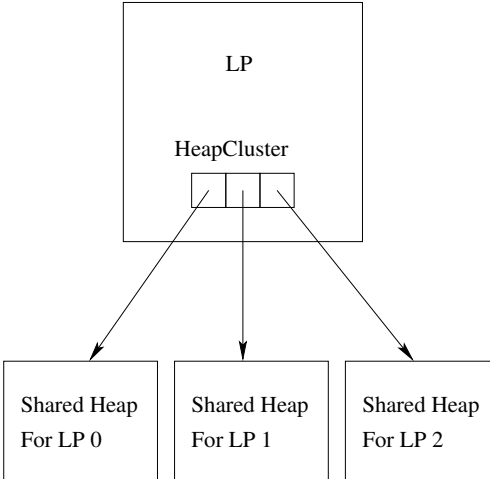 LP
HeapCluster
Shared Heap
For LP 0
Shared Heap
For LP 1
Shared Heap
For LP 2